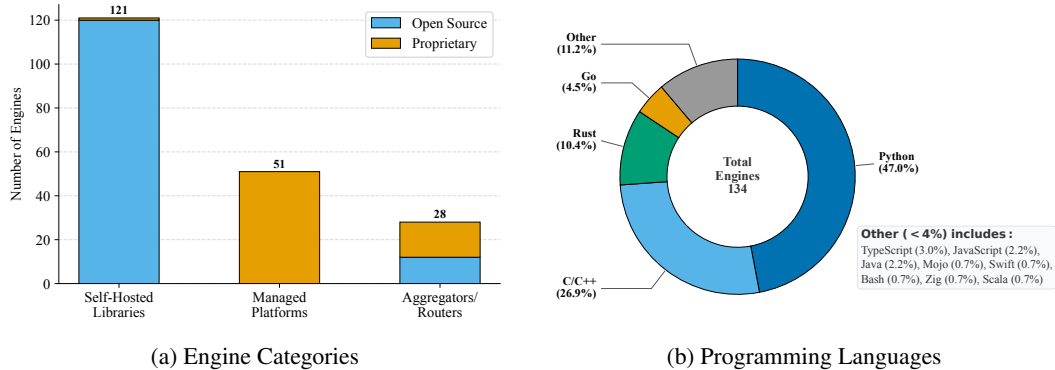 121
51
28
Open Source
Proprietary
120
100
80
60
40
20
0
Number of Engines
Self-Hosted
Libraries
Managed
Platforms
Aggregators/
Routers
(a) Engine Categories
Other
(11.2%)
Go
(4.5%)
Rust
(10.4%)
C/C++
(26.9%)
Python
(47.0%)
Total
Engines
134
Other (<4%) includes:
TypeScript (3.0%), JavaScript (2.2%),
Java (2.2%), Mojo (0.7%), Swift (0.7%),
Bash (0.7%), Zig (0.7%), Scala (0.7%)
(b) Programming Languages